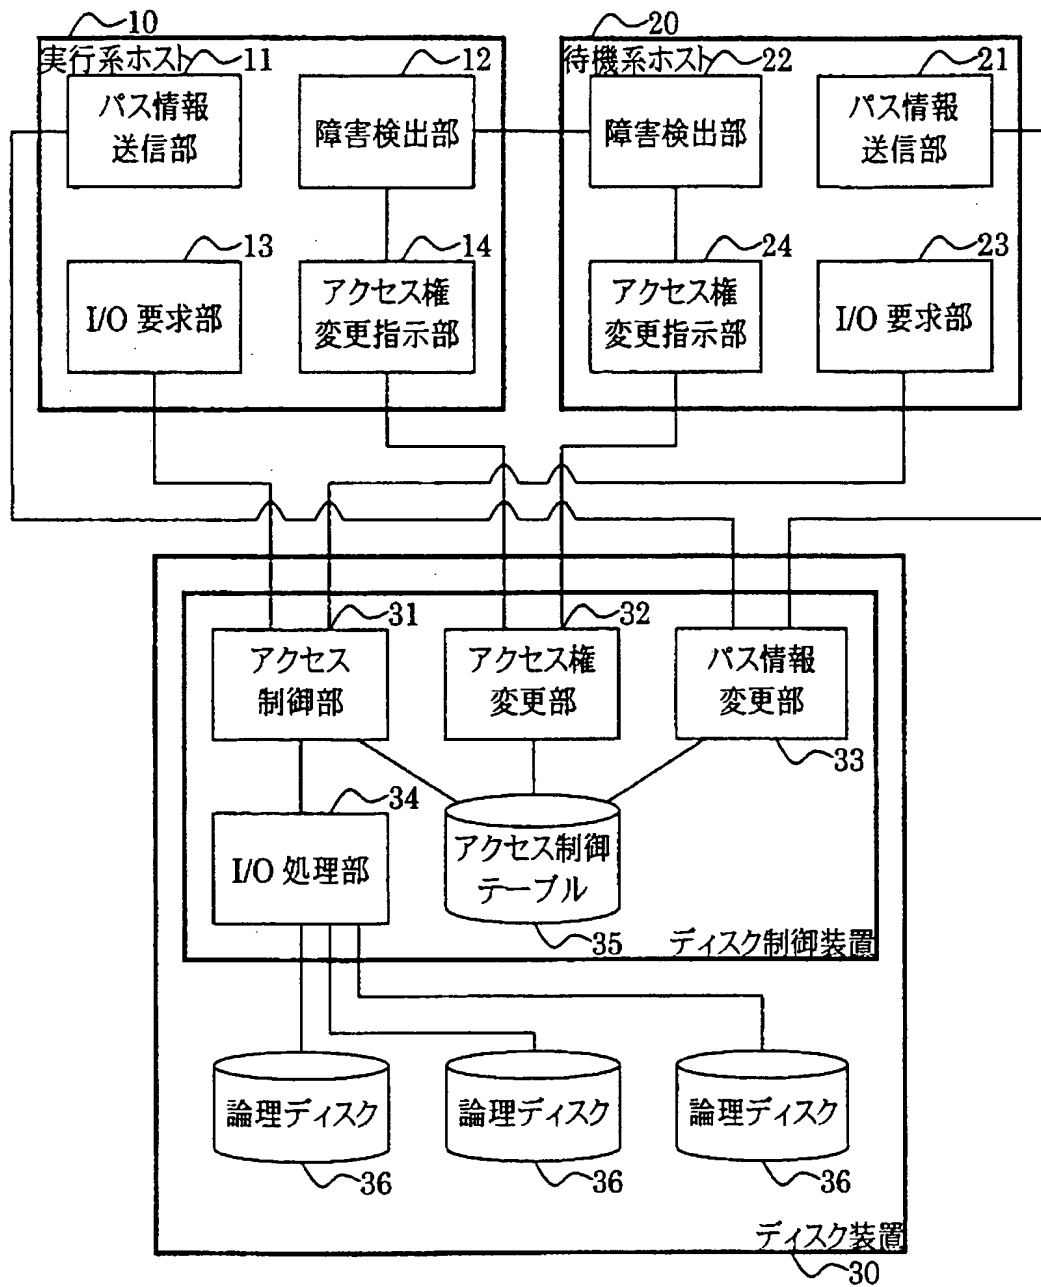 10
20
実行系ホスト
11
12
待機系ホスト
22
21
パス情報
送信部
障害検出部
障害検出部
パス情報
送信部
13
14
24
23
I/O 要求部
アクセス権
変更指示部
アクセス権
変更指示部
I/O 要求部
31
32
アクセス
制御部
アクセス権
変更部
パス情報
変更部
33
34
I/O 処理部
アクセス制御
テーブル
35
ディスク制御装置
論理ディスク
論理ディスク
論理ディスク
36
36
36
ディスク装置
30